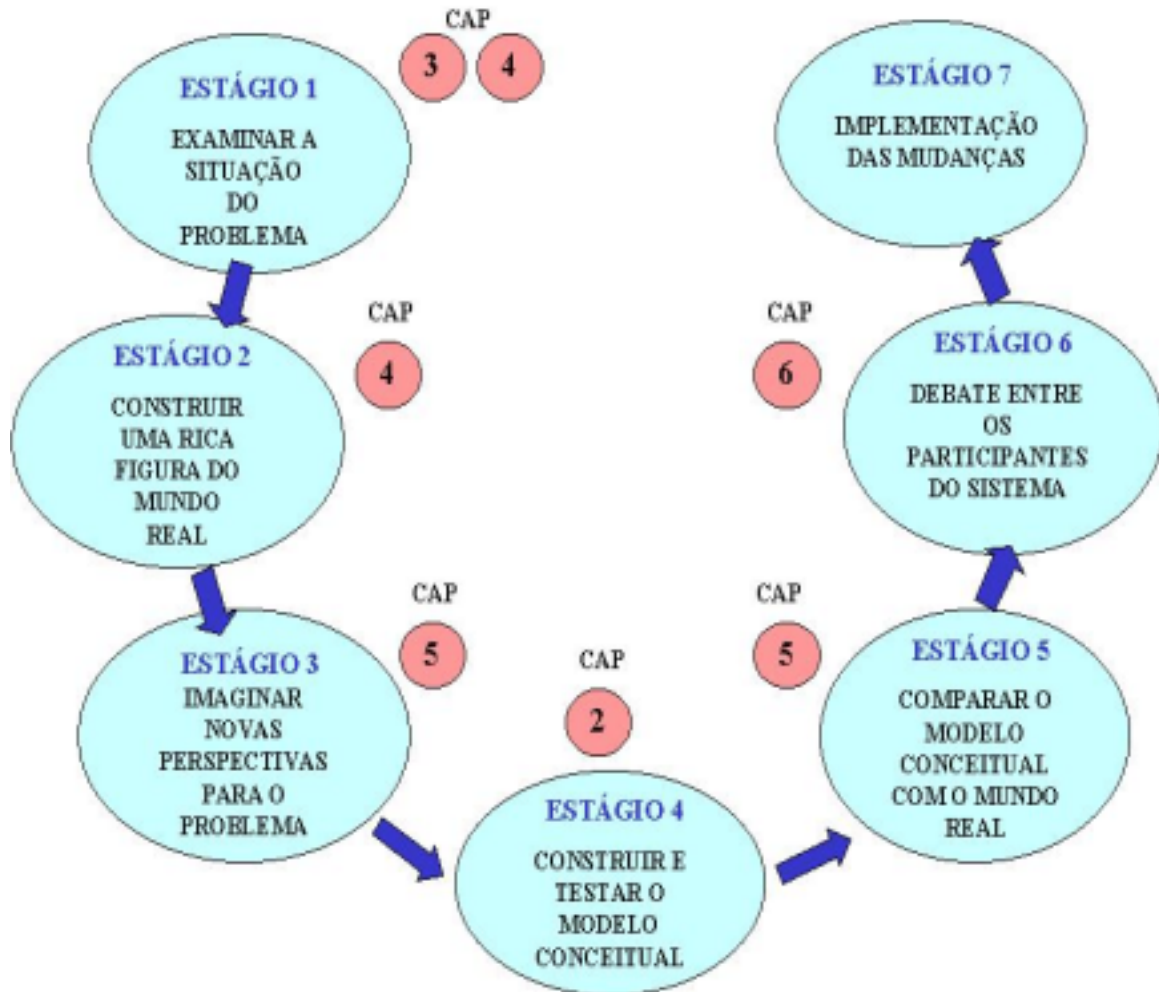 CAP
3 4
ESTÁGIO 1
EXAMINAR A
SITUAÇÃO
DO
PROBLEMA
CAP
4
ESTÁGIO 2
CONSTRUIR
UMA RICA
FIGURA DO
MUNDO
REAL
CAP
5
ESTÁGIO 3
IMAGINAR
NOVAS
PERSPECTIVAS
PARA O
PROBLEMA
CAP
2
ESTÁGIO 4
CONSTRUIR E
TESTAR O
MODELO
CONCEITUAL
CAP
5
ESTÁGIO 5
COMPARAR O
MODELO
CONCEITUAL
COM O MUNDO
REAL
CAP
6
ESTÁGIO 6
DEBATE ENTRE
OS
PARTICIPANTES
DO SISTEMA
ESTÁGIO 7
IMPLEMENTAÇÃO
DAS MUDANÇAS